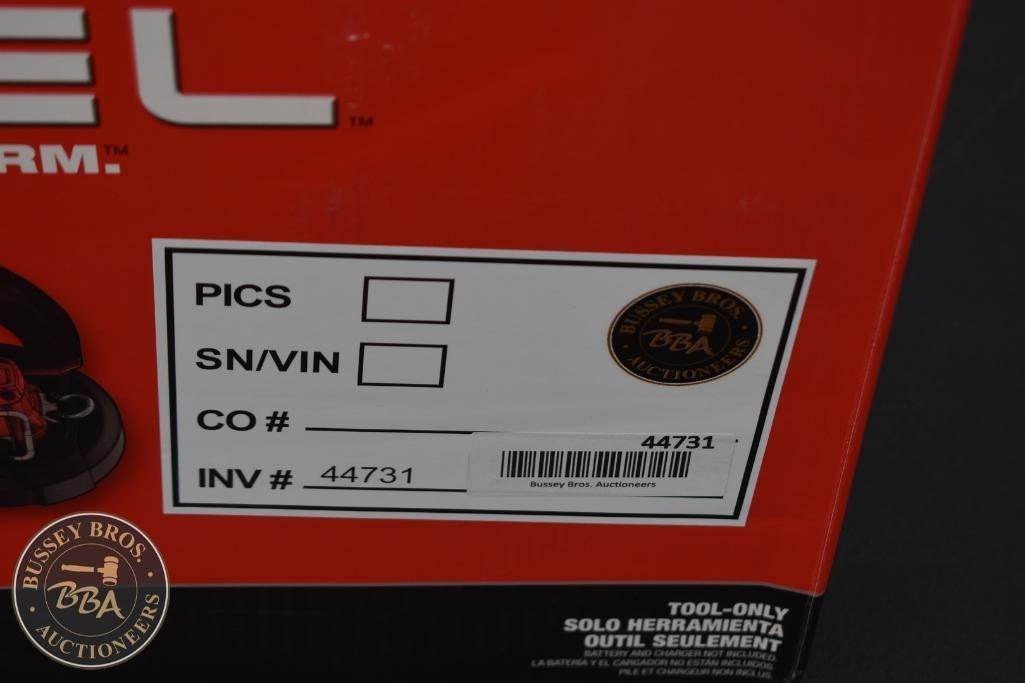 EL™
RM.™
PICS
SN/VIN
CO #
INV # 44731
BUSSEY BROS.
BBA
AUCTIONEERS
44731
Bussey Bros. Auctioneers
BUSSEY BROS.
BBA
AUCTIONEERS
TOOL-ONLY
SOLO HERRAMIENTA
OUTIL SEULEMENT
BATTERY AND CHARGER NOT INCLUDED.
LA BATERÍA Y EL CARGADOR NO ESTÁN INCLUIDOS.
PILE ET CHARGEUR NON INCLUS.